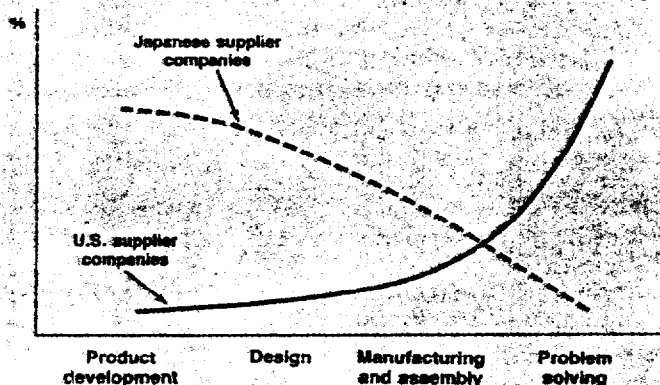 %
Japanese supplier
companies
U.S. supplier
companies
Product
development
Design
Manufacturing
and assembly
Problem
solving